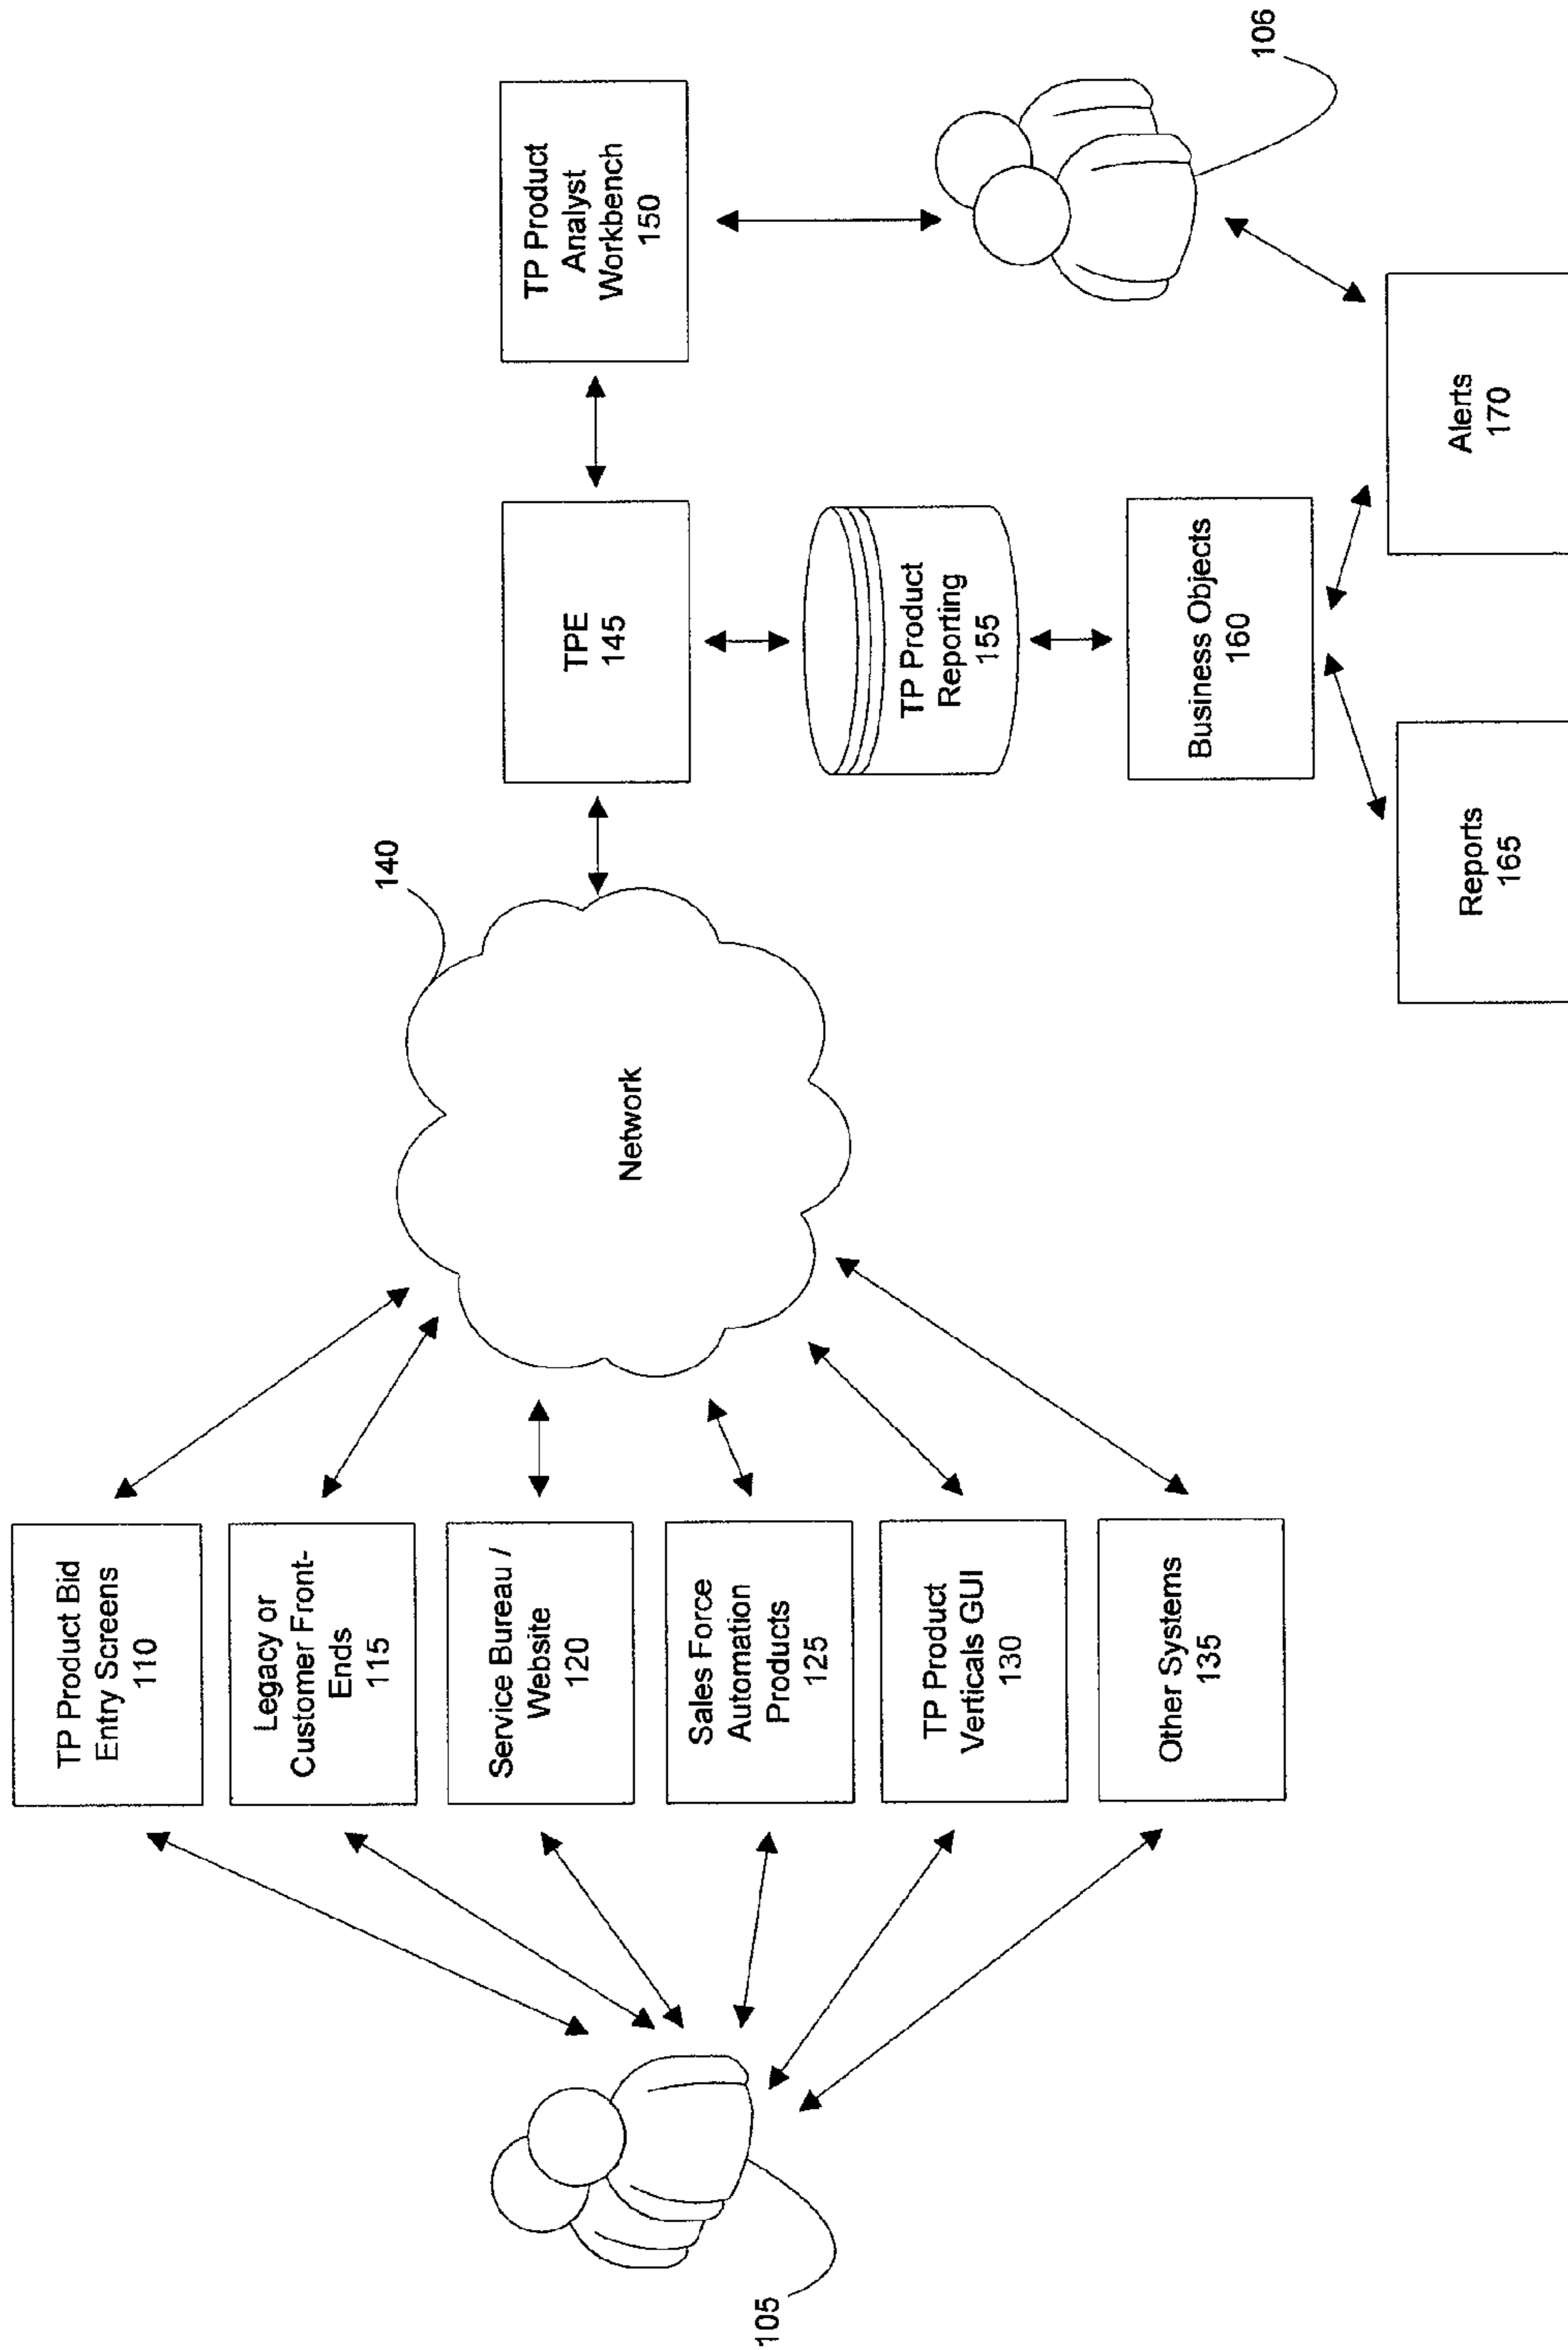 TP Product Bid
Entry Screens
110
Legacy or
Customer Front-
Ends
115
Service Bureau /
Website
120
Sales Force
Automation
Products
125
TP Product
Verticals GUI
130
Other Systems
135
105
140
Network
TPE
145
TP Product
Analyst
Workbench
150
TP Product
Reporting
155
Business Objects
160
Reports
165
Alerts
170
106